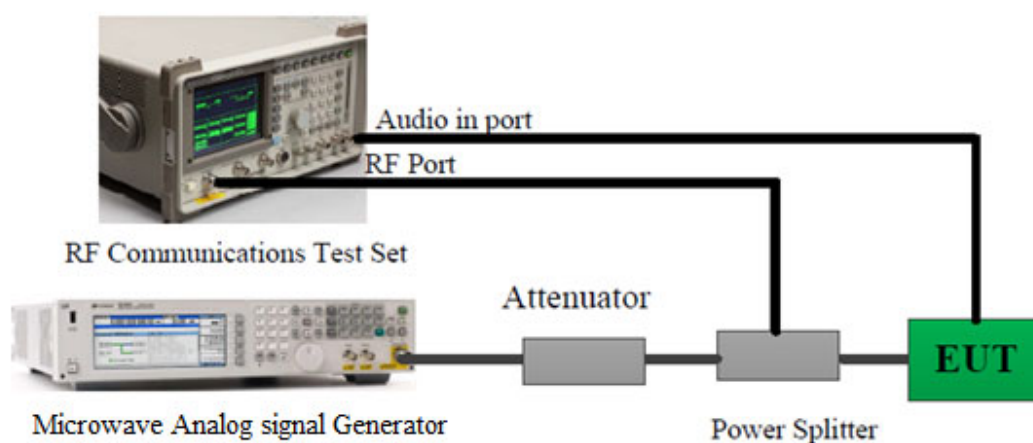 Audio in port
RF Port
RF Communications Test Set
Attenuator
EUT
Microwave Analog signal Generator
Power Splitter